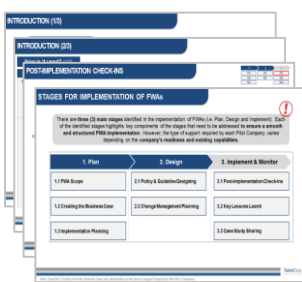 INTRODUCTION (1/3)
INTRODUCTION (2/3)
POST-IMPLEMENTATION CHECK-INS
STAGES FOR IMPLEMENTATION OF FWAs
There are three (3) main stages identified in the implementation of FWAs (i.e. Plan, Design and Implement). Each
of the identified stages highlights key components of the stages that need to be addressed to ensure a smooth
and structured FWA implementation. However, the type of support required by each Pilot Company varies
depending on the company's readiness and existing capabilities.
1. Plan
2. Design
3. Implement & Monitor
1.1 FWA Scope
2.1 Policy & Guideline Designing
3.1 Post-implementation Check-ins
1.2 Creating the Business Case
2.2 Change Management Planning
3.2 Key Lessons Learnt
1.3 Implementation Planning
3.3 Case Study Sharing